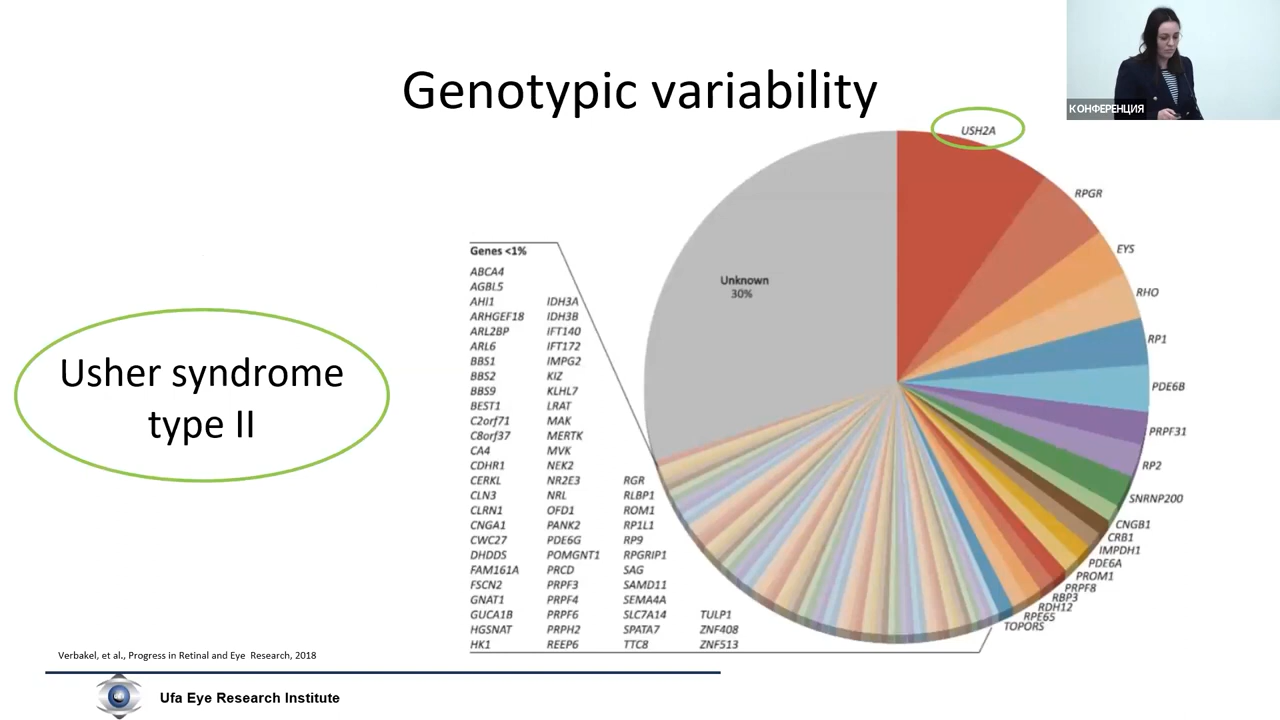 Genotypic variability
КОНФЕРЕНЦИЯ
USH2A
RPGR
EYS
RHO
RP1
PDE6B
PRPF31
RP2
SNRNP200
CNGB1
CRB1
IMPDH1
PDE6A
PROM1
PRPF8
RBP3
RDH12
RPE65
TOPORS
Unknown
30%
Genes <1%
ABCA4
AGBL5
AHI1
ARHGEF18
ARL2BP
ARL6
BBS1
BBS2
BBS9
BEST1
C2orf71
C8orf37
CA4
CDHR1
CERKL
CLN3
CLRN1
CNGA1
CWC27
DHDDS
FAM161A
FSCN2
GNAT1
GUCA1B
HGSNAT
HK1
IDH3A
IDH3B
IFT140
IFT172
IMPG2
KIZ
KLHL7
LRAT
MAK
MERTK
MVK
NEK2
NR2E3
NRL
OFD1
PANK2
PDE6G
POMGNT1
PRCD
PRPF3
PRPF4
PRPF6
PRPH2
REEP6
RGR
RLBP1
ROM1
RP1L1
RP9
RPGRIP1
SAG
SAMD11
SEMA4A
SLC7A14
SPATA7
TTC8
TULP1
ZNF408
ZNF513
Usher syndrome
type II
Verbakel, et al., Progress in Retinal and Eye Research, 2018
Ufa Eye Research Institute